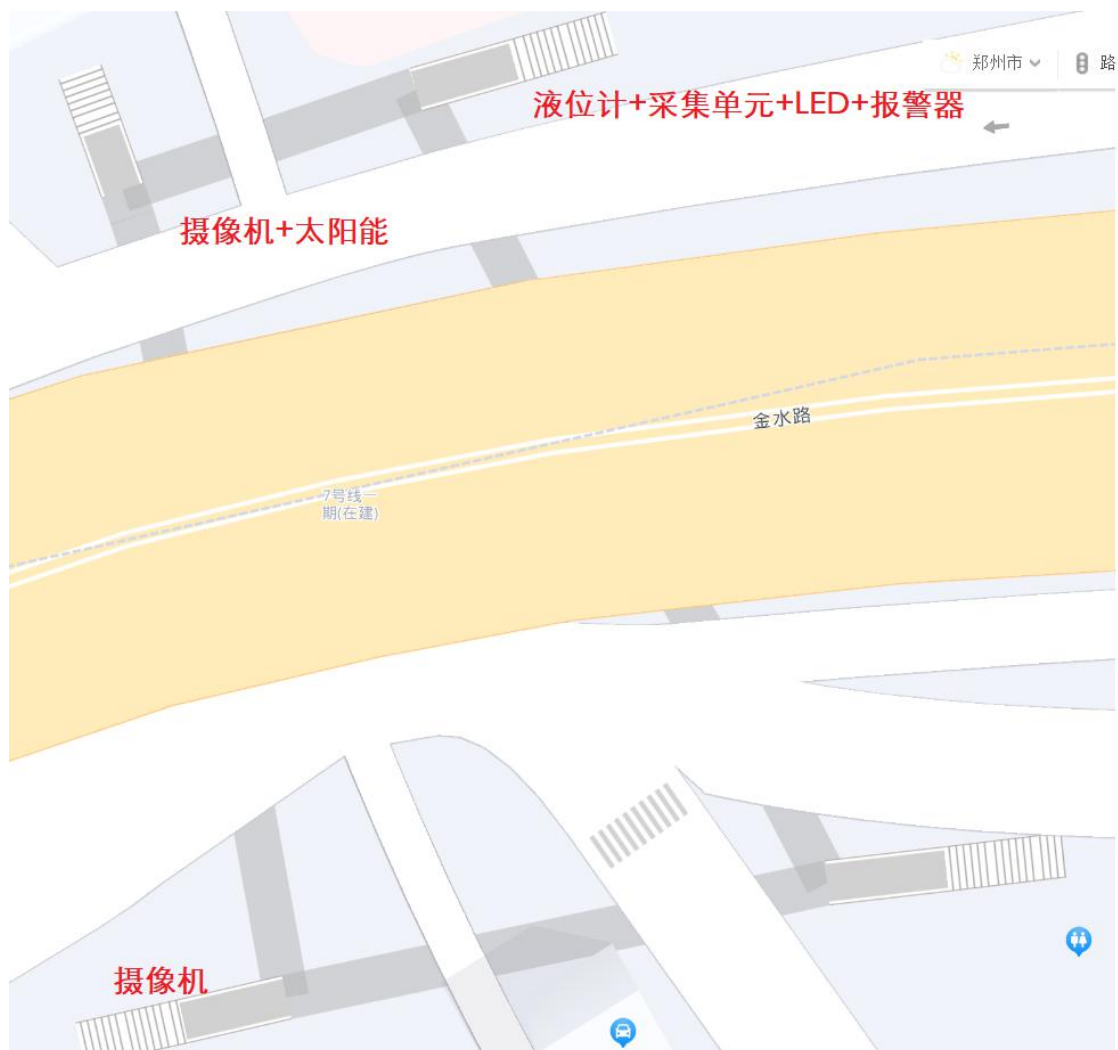 郑州市
路
液位计+采集单元+LED+报警器
摄像机+太阳能
金水路
7号线一
期(在建)
摄像机